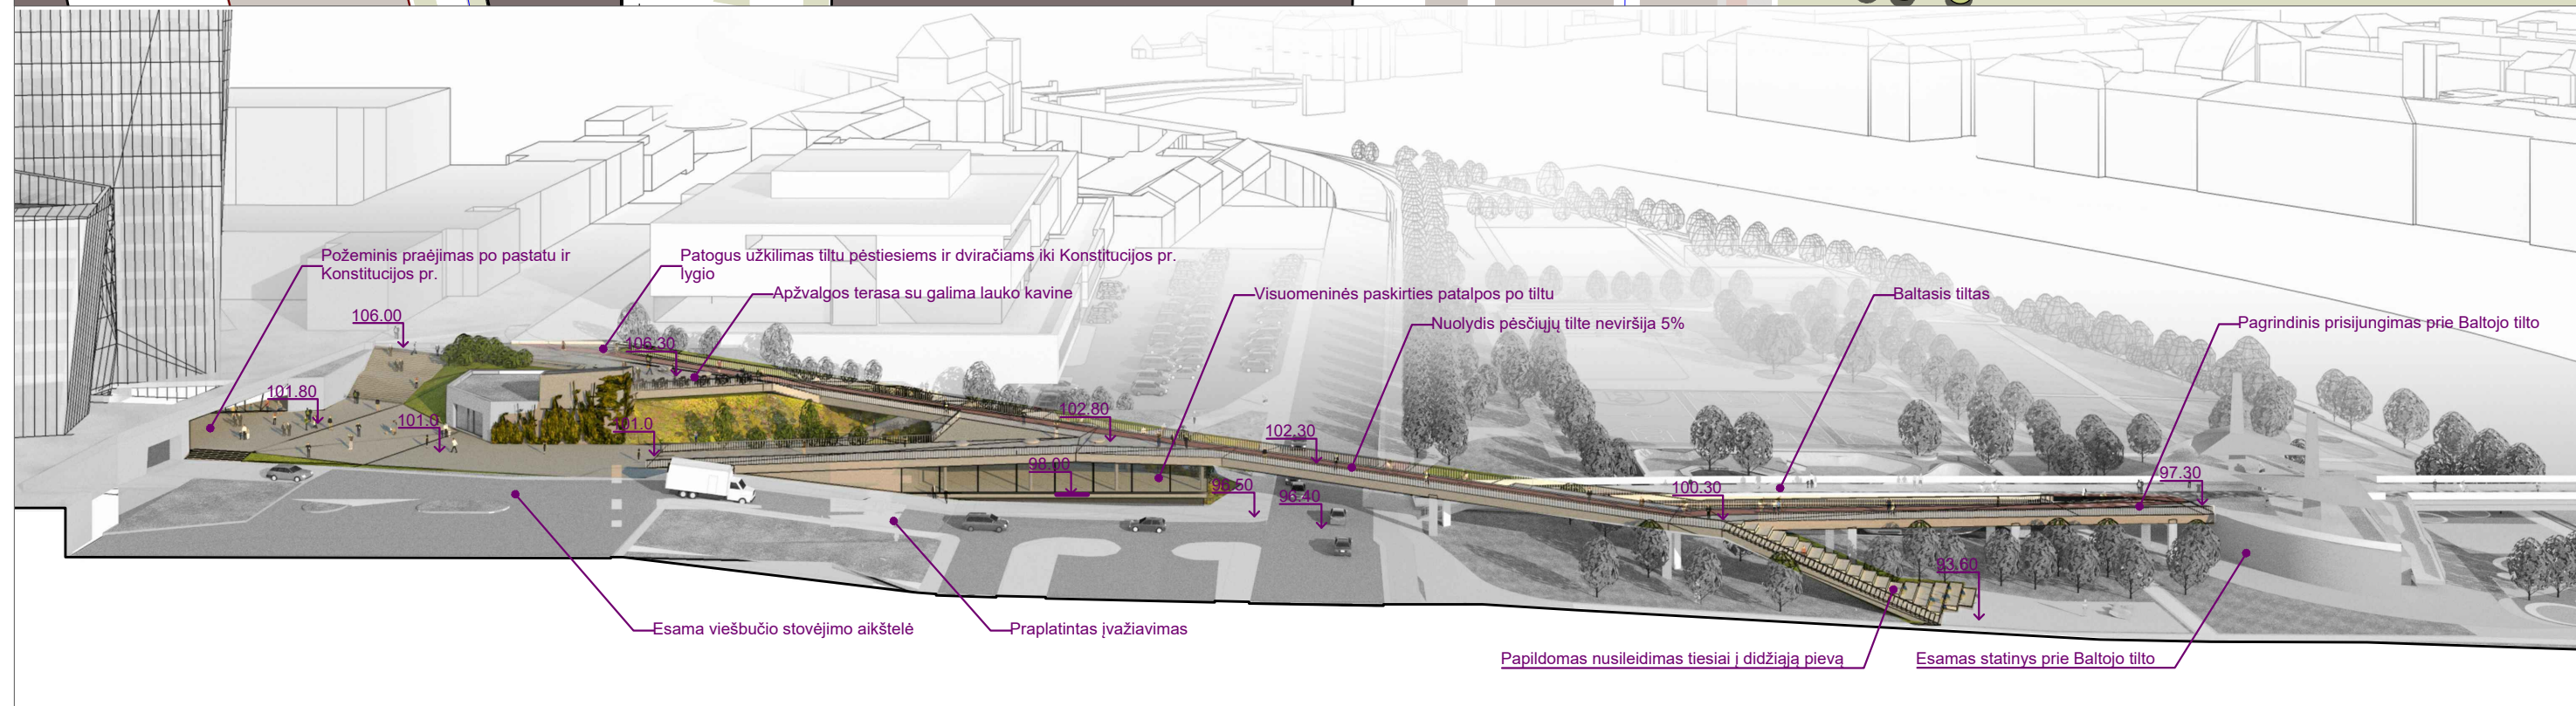 Požeminis praėjimas po pastatu ir
Konstitucijos pr.
Patogus užkilimas tiltu pėstiesiems ir dviračiams iki Konstitucijos pr.
lygio
Apžvalgos terasa su galima lauko kavine
Visuomeninės paskirties patalpos po tiltu
Nuolydis pėsčiųjų tilte neviršija 5%
Baltasis tiltas
Pagrindinis prisijungimas prie Baltojo tilto
106.00
106.30
101.80
101.0
101.0
102.80
102.30
98.00
96.50
96.40
100.30
97.30
93.60
Esama viešbučio stovėjimo aikštelė
Praplatintas įvažiavimas
Papildomas nusileidimas tiesiai į didžiąją pievą
Esamas statinys prie Baltojo tilto